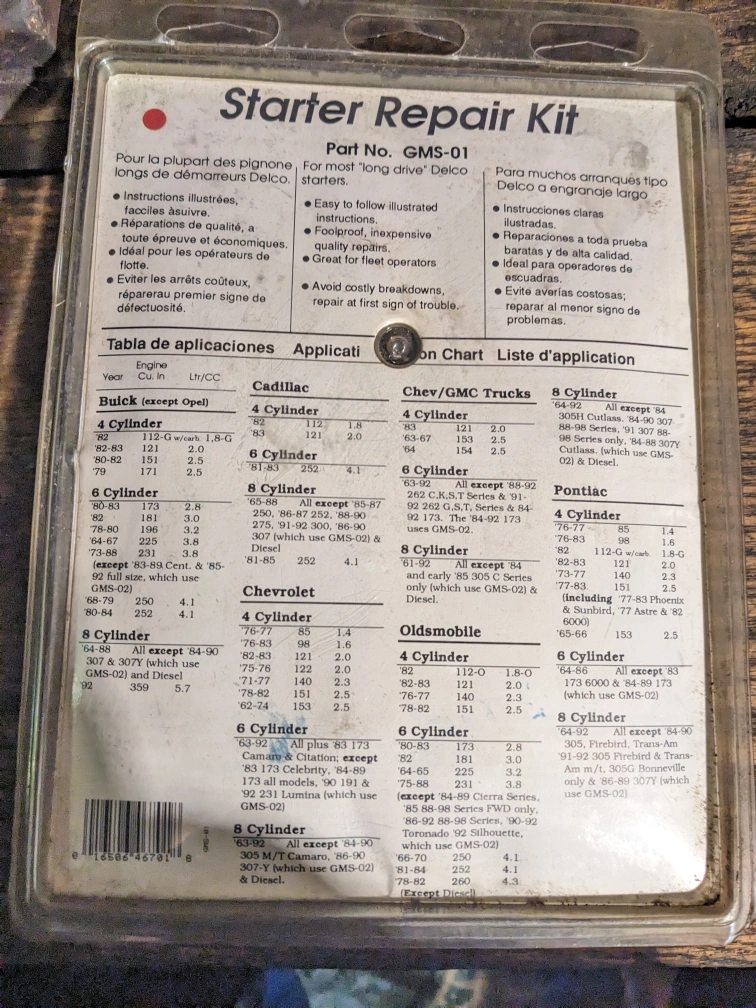 Starter Repair Kit
Part No. GMS-01
Pour la plupart des pignone
longs de démarreurs Delco.
• Instructions illustrées,
facciles àsuivre.
• Réparations de qualité, a
toute épreuve et économiques.
• Idéal pour les opérateurs de
flotte.
• Eviter les arrêts coûteux,
réparerau premier signe de
défectuosité.
For most "long drive" Delco
starters.
• Easy to follow illustrated
instructions.
• Foolproof, inexpensive
quality repairs.
• Great for fleet operators
• Avoid costly breakdowns,
repair at first sign of trouble.
Para muchos arranques tipo
Delco a engranaje largo
• Instrucciones claras
ilustradas.
• Reparaciones a toda prueba
baratas y de alta calidad.
• Ideal para operadores de
escuadras.
• Evite averías costosas;
reparar al menor signo de
problemas.
Tabla de aplicaciones Applicati on Chart Liste d'application
Engine
Year Cu. In Ltr/CC
Buick (except Opel)
4 Cylinder
'82 112-G w/carb. 1,8-G
'82-83 121 2.0
'80-82 151 2.5
'79 171 2.5
6 Cylinder
'80-83 173 2.8
'82 181 3.0
'78-80 196 3.2
'64-67 225 3.8
'73-88 231 3.8
(except '83-89 Cent. & '85-
92 full size, which use
GMS-02)
'68-79 250 4.1
'80-84 252 4.1
8 Cylinder
'64-88 All except '84-90
307 & 307Y (which use
GMS-02) and Diesel
'92 359 5.7
0 16506 46701 8
GMS-01
Cadillac
4 Cylinder
'82 112 1.8
'83 121 2.0
6 Cylinder
'81-83 252 4.1
8 Cylinder
'65-88 All except '85-87
250, '86-87 252, '88-90
275, '91-92 300, '86-90
307 (which use GMS-02) &
Diesel
'81-85 252 4.1
Chevrolet
4 Cylinder
'76-77 85 1.4
'76-83 98 1.6
'82-83 121 2.0
'75-76 122 2.0
'71-77 140 2.3
'78-82 151 2.5
'62-74 153 2.5
6 Cylinder
'63-92 All plus '83 173
Camaro & Citation; except
'83 173 Celebrity, '84-89
173 all models, '90 191 &
'92 231 Lumina (which use
GMS-02)
8 Cylinder
'63-92 All except '84-90
305 M/T Camaro, '86-90
307-Y (which use GMS-02)
& Diesel.
Chev/GMC Trucks
4 Cylinder
'83 121 2.0
'63-67 153 2.5
'64 154 2.5
6 Cylinder
'63-92 All except '88-92
262 C,K,S,T Series & '91-
92 262 G,S,T, Series & 84-
92 173. The '84-92 173
uses GMS-02.
8 Cylinder
'61-92 All except '84
and early '85 305 C Series
only (which use GMS-02) &
Diesel.
Oldsmobile
4 Cylinder
'82 112-O 1.8-O
'82-83 121 2.0
'76-77 140 2.3
'78-82 151 2.5
6 Cylinder
'80-83 173 2.8
'82 181 3.0
'64-65 225 3.2
'75-88 231 3.8
(except '84-89 Cierra Series,
'85 88-98 Series FWD only,
'86-92 88-98 Series, '90-92
Toronado '92 Silhouette,
which use GMS-02)
'66-70 250 4.1
'81-84 252 4.1
'78-82 260 4.3
(Except Diesel)
8 Cylinder
'64-92 All except '84
305H Cutlass, '84-90 307
88-98 Series, '91 307 88-
98 Series only, '84-88 307Y
Cutlass. (which use GMS-
02) & Diesel.
Pontiac
4 Cylinder
'76-77 85 1.4
'76-83 98 1.6
'82 112-G w/carb. 1.8-G
'82-83 121 2.0
'73-77 140 2.3
'77-83 151 2.5
(including '77-83 Phoenix
& Sunbird, '77 Astre & '82
6000)
'65-66 153 2.5
6 Cylinder
'64-86 All except '83
173 6000 & '84-89 173
(which use GMS-02)
8 Cylinder
'64-92 All except '84-90
305, Firebird, Trans-Am
'91-92 305 Firebird & Trans-
Am m/t, 305G Bonneville
only & '86-89 307Y (which
use GMS-02)